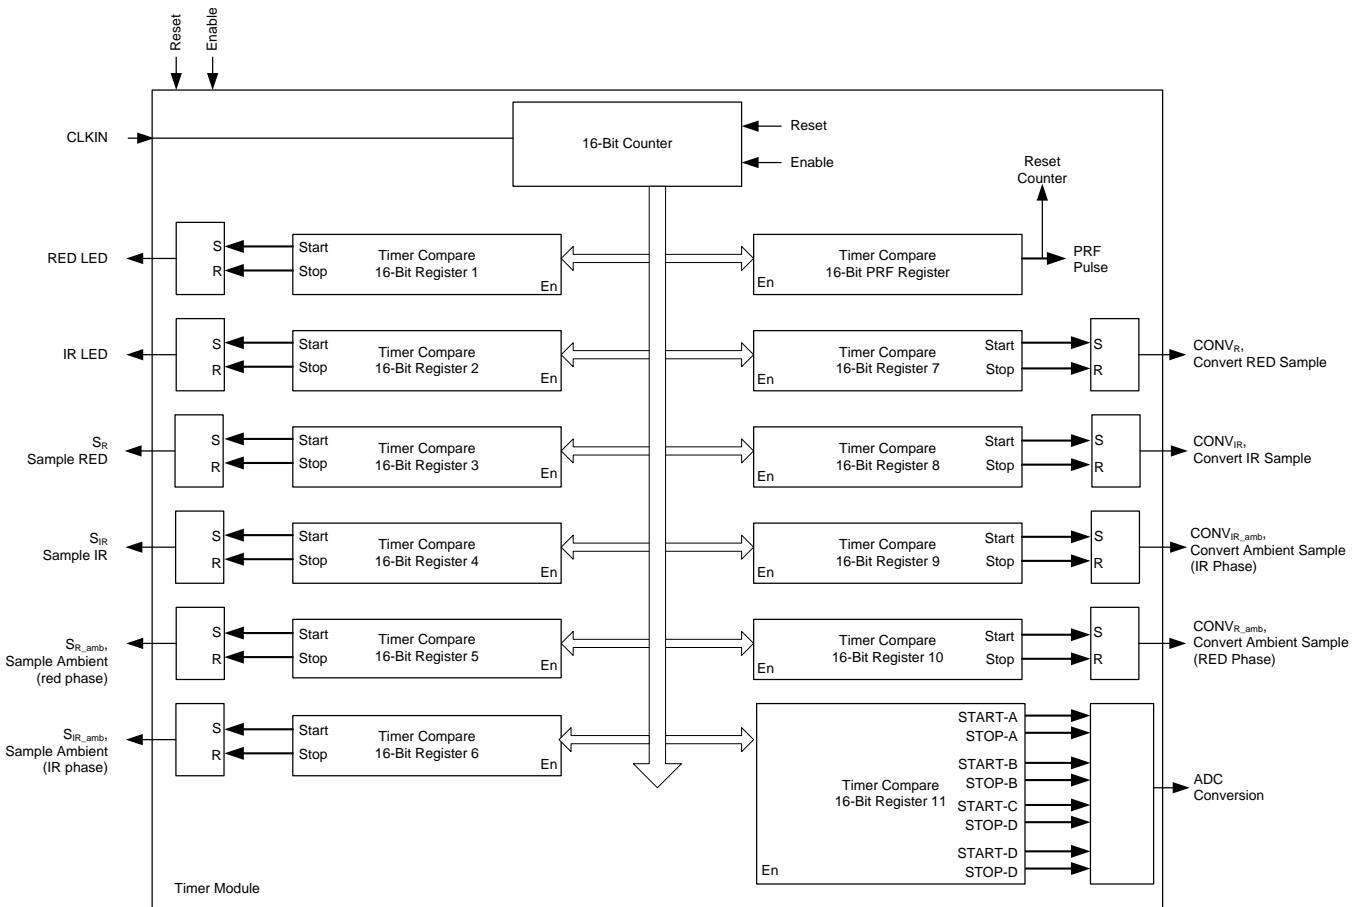 Reset
Enable
CLKIN
16-Bit Counter
Reset
Enable
Reset
Counter
RED LED
S
R
Start
Stop
Timer Compare
16-Bit Register 1
En
Timer Compare
16-Bit PRF Register
En
PRF
Pulse
IR LED
S
R
Start
Stop
Timer Compare
16-Bit Register 2
En
Timer Compare
16-Bit Register 7
En
Start
Stop
S
R
CONVR,
Convert RED Sample
SR
Sample RED
S
R
Start
Stop
Timer Compare
16-Bit Register 3
En
Timer Compare
16-Bit Register 8
En
Start
Stop
S
R
CONVIR,
Convert IR Sample
SIR
Sample IR
S
R
Start
Stop
Timer Compare
16-Bit Register 4
En
Timer Compare
16-Bit Register 9
En
Start
Stop
S
R
CONVIR_amb,
Convert Ambient Sample
(IR Phase)
SR_amb,
Sample Ambient
(red phase)
S
R
Start
Stop
Timer Compare
16-Bit Register 5
En
Timer Compare
16-Bit Register 10
En
Start
Stop
S
R
CONVR_amb,
Convert Ambient Sample
(RED Phase)
SIR_amb,
Sample Ambient
(IR phase)
S
R
Start
Stop
Timer Compare
16-Bit Register 6
En
Timer Compare
16-Bit Register 11
En
START-A
STOP-A
START-B
STOP-B
START-C
STOP-D
START-D
STOP-D
ADC
Conversion
Timer Module